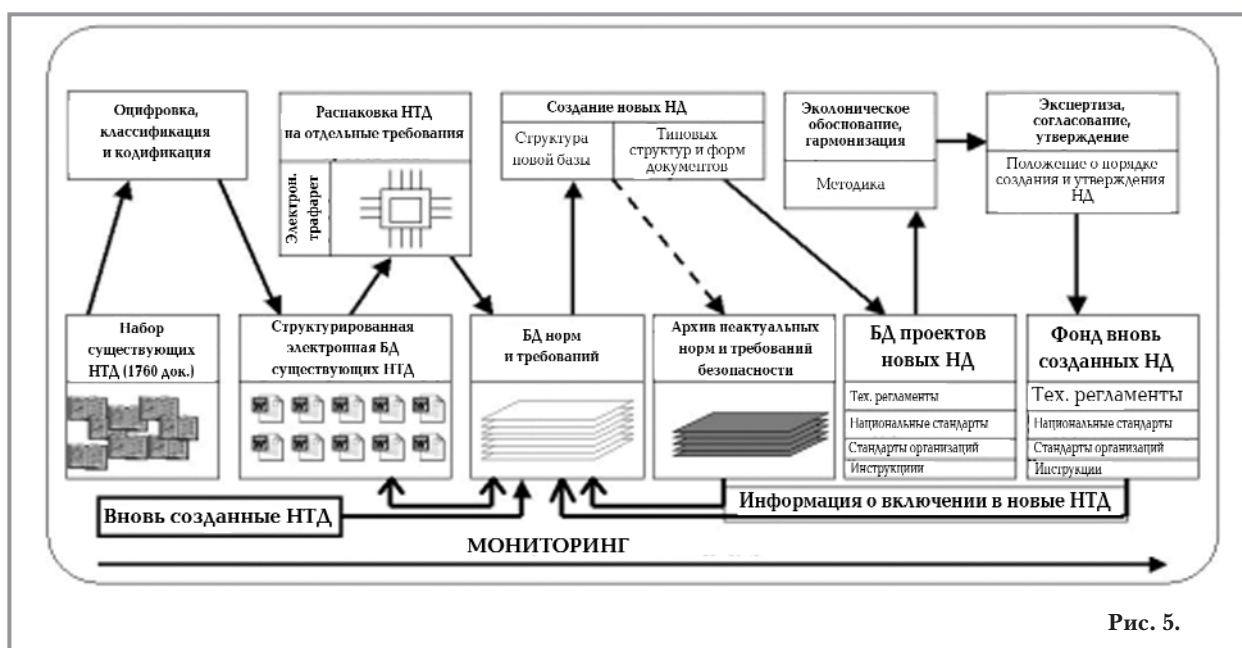 Оцифровка,
классификация
и кодификация
Распаковка НТД
на отдельные требования
Электрон.
трафарет
Создание новых НД
Структура
новой базы
Типовых
структур и форм
документов
Эколоническое
обоснование,
гармонизация
Методика
Экспертиза,
согласование,
утверждение
Положение о порядке
создания и утверждения
НД
Набор
существующих
НТД (1760 док.)
Структурированная
электронная БД
существующих НТД
БД норм
и требований
Архив неактуальных
норм и требований
безопасности
БД проектов
новых НД
Тех. регламенты
Национальные стандарты
Стандарты организаций
Инструкциии
Фонд вновь
созданных НД
Тех. регламенты
Национальные стандарты
Стандарты организаций
Инструкции
Вновь созданные НТД
Информация о включении в новые НТД
МОНИТОРИНГ
Рис. 5.